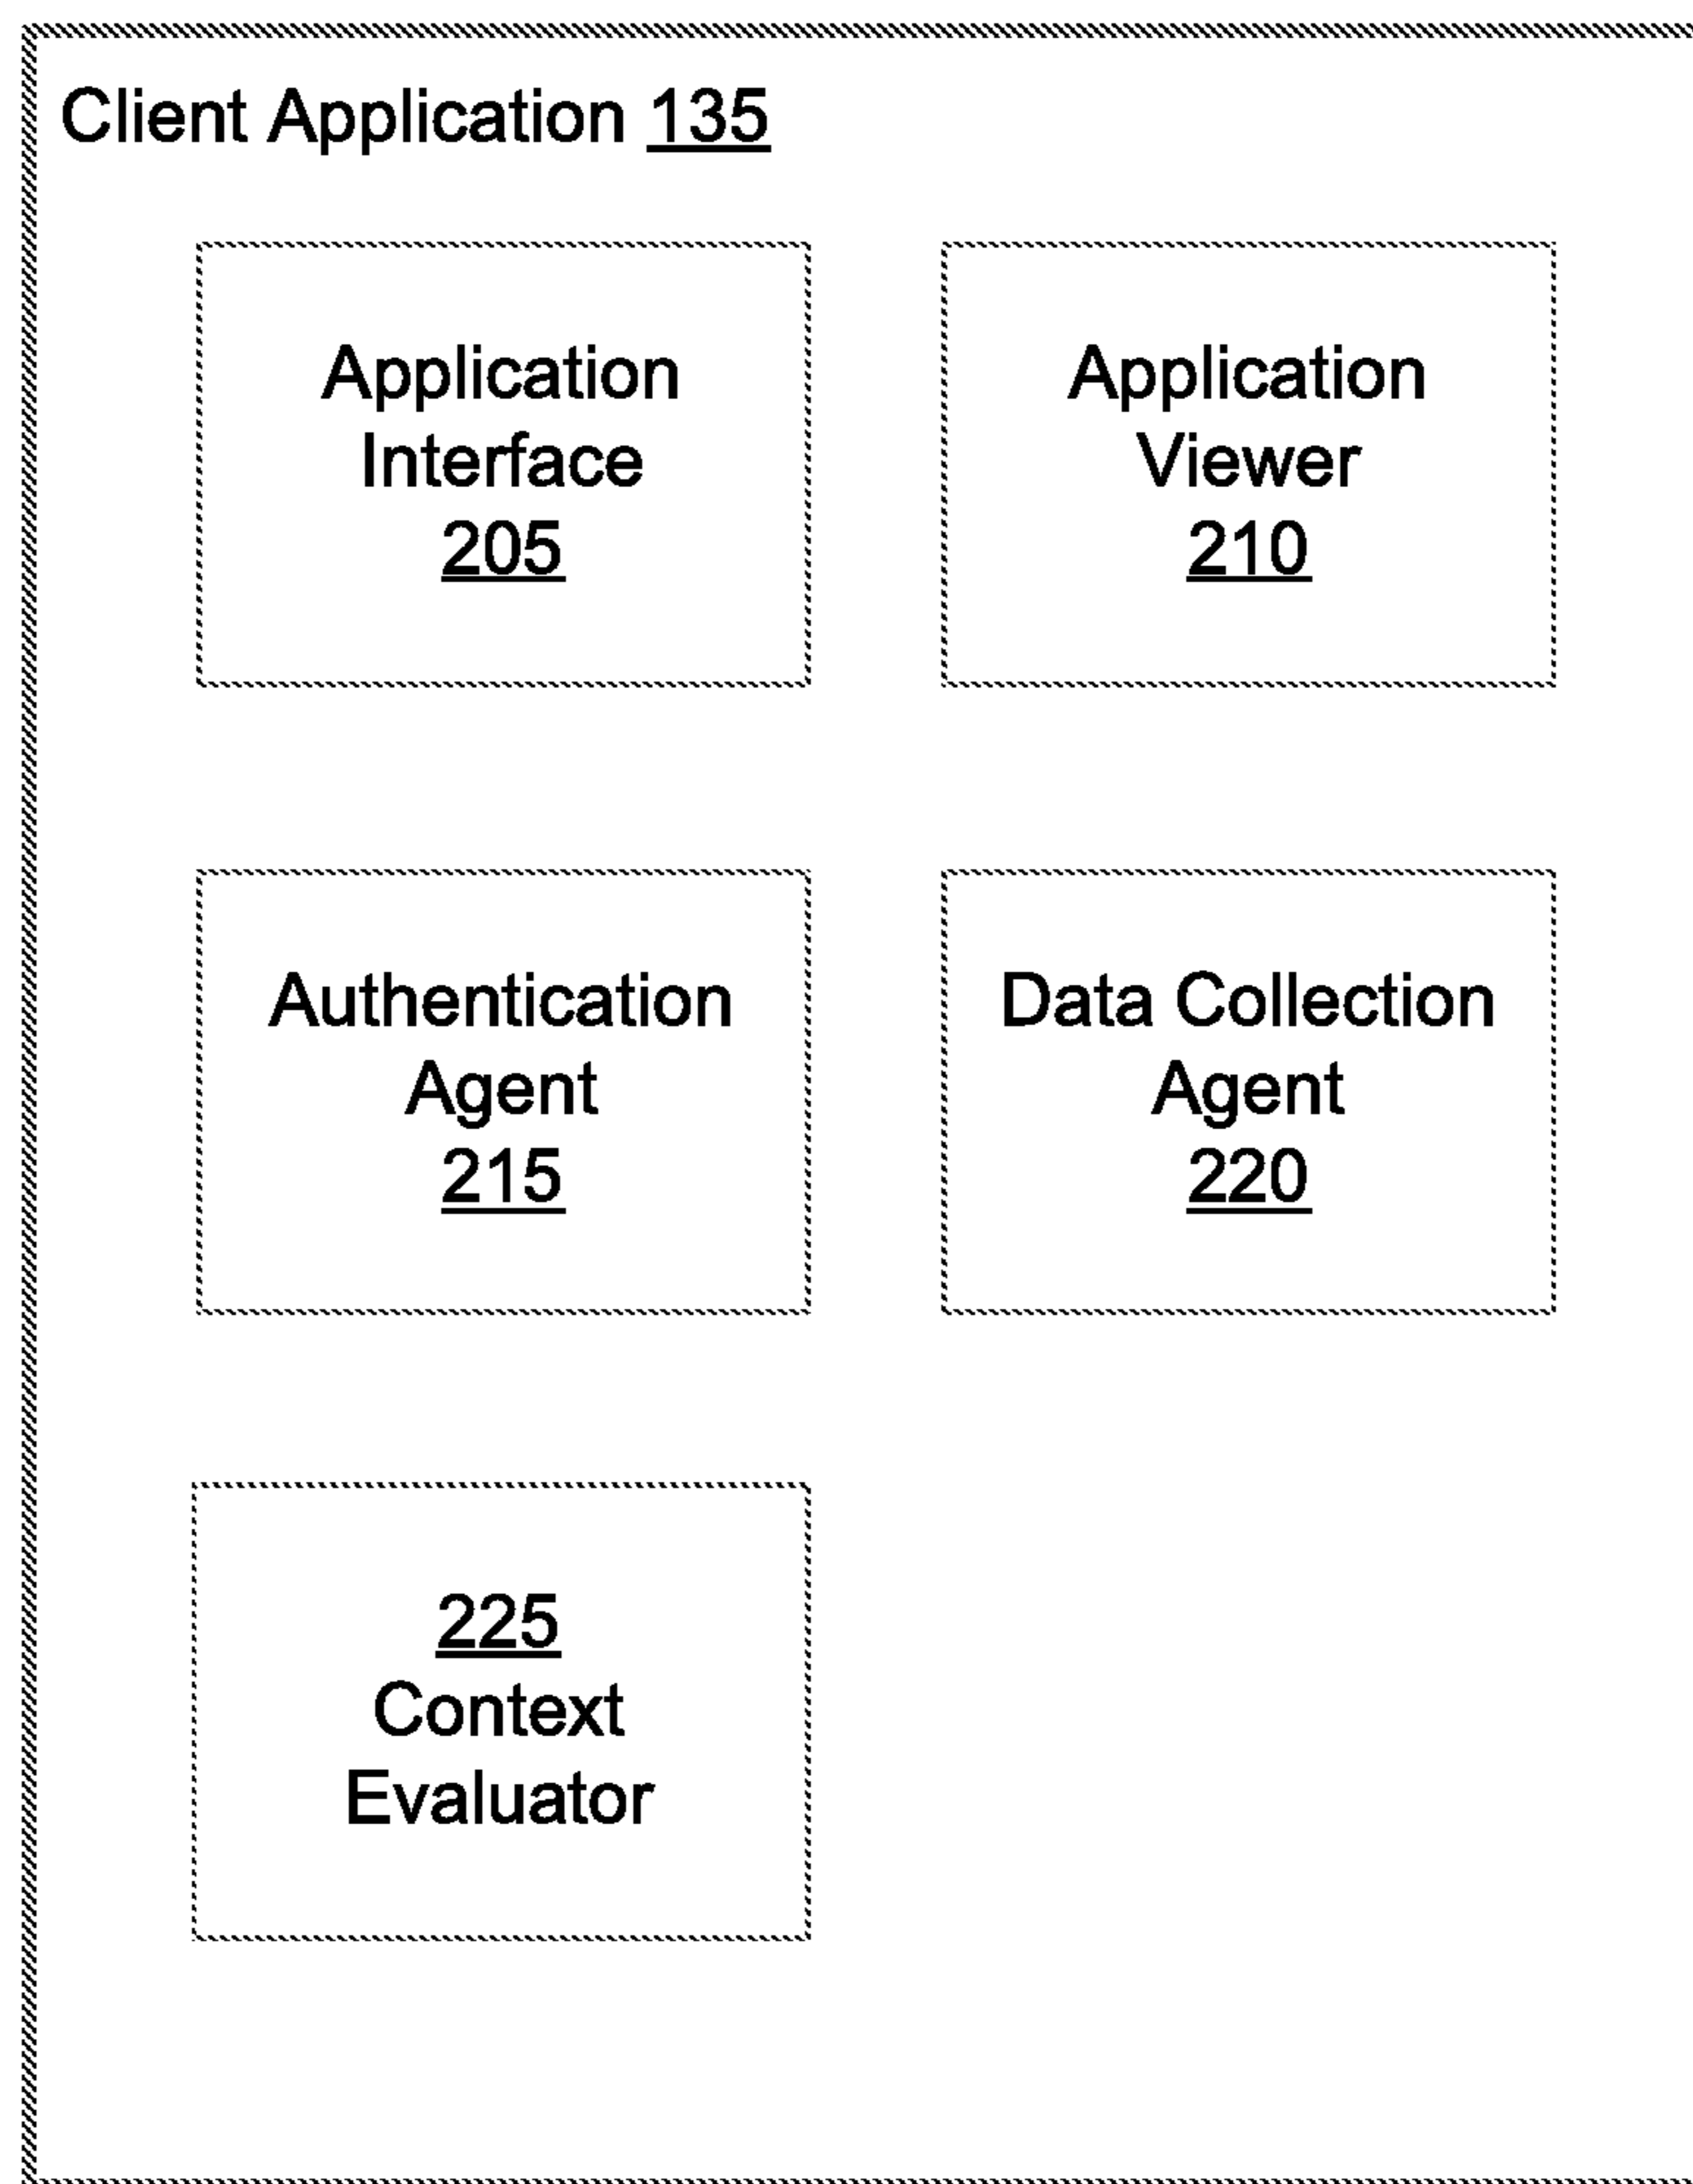 Client Application 135
Application
Interface
205
Application
Viewer
210
Authentication
Agent
215
Data Collection
Agent
220
225
Context
Evaluator